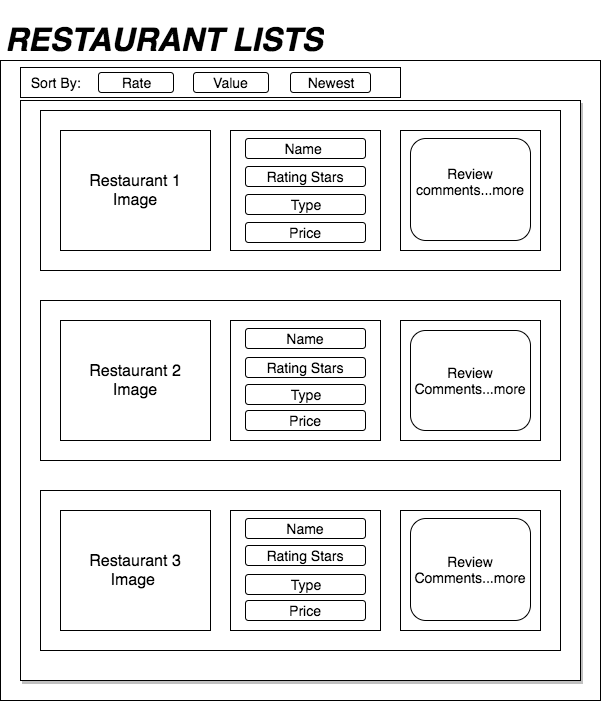 RESTAURANT LISTS
Sort By: Rate Value Newest
Restaurant 1
Image
Name
Rating Stars
Type
Price
Review
comments...more
Restaurant 2
Image
Name
Rating Stars
Type
Price
Review
Comments...more
Restaurant 3
Image
Name
Rating Stars
Type
Price
Review
Comments...more